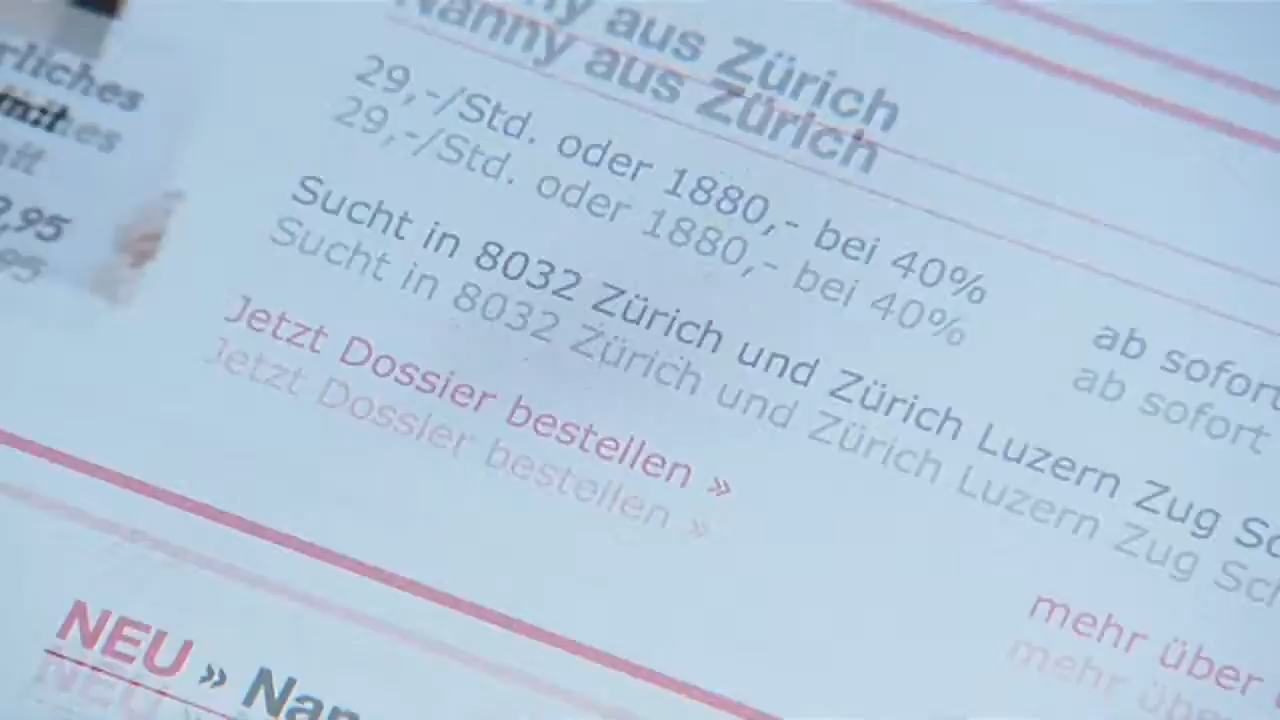 Nanny aus Zürich
29,-/Std. oder 1880,- bei 40%
Sucht in 8032 Zürich und Zürich Luzern Zug
ab sofort
Jetzt Dossier bestellen »
mehr über
NEU »